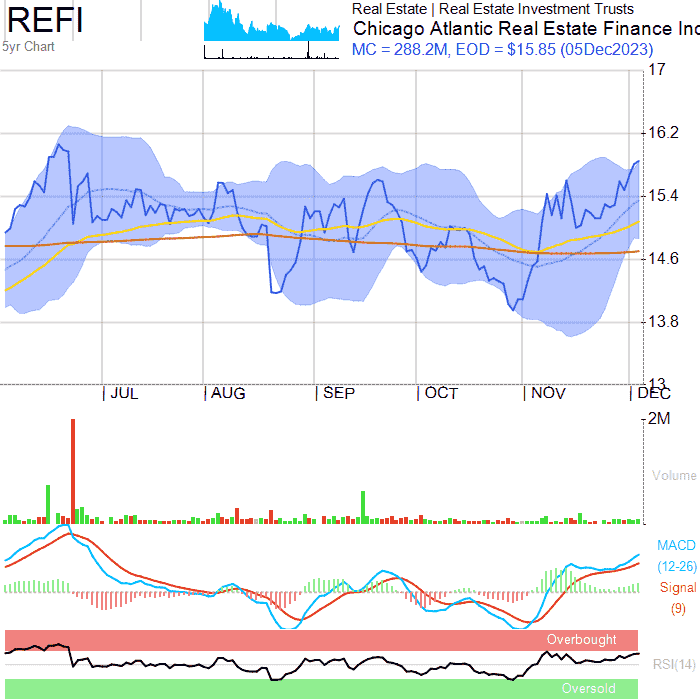 REFI
5yr Chart
Real Estate | Real Estate Investment Trusts
Chicago Atlantic Real Estate Finance Inc
MC = 288.2M, EOD = $15.85 (05Dec2023)
17
16.2
15.4
14.6
13.8
13
| JUL | AUG | SEP | OCT | NOV | DEC
2M
Volume
MACD
(12-26)
Signal
(9)
Overbought
RSI(14)
Oversold